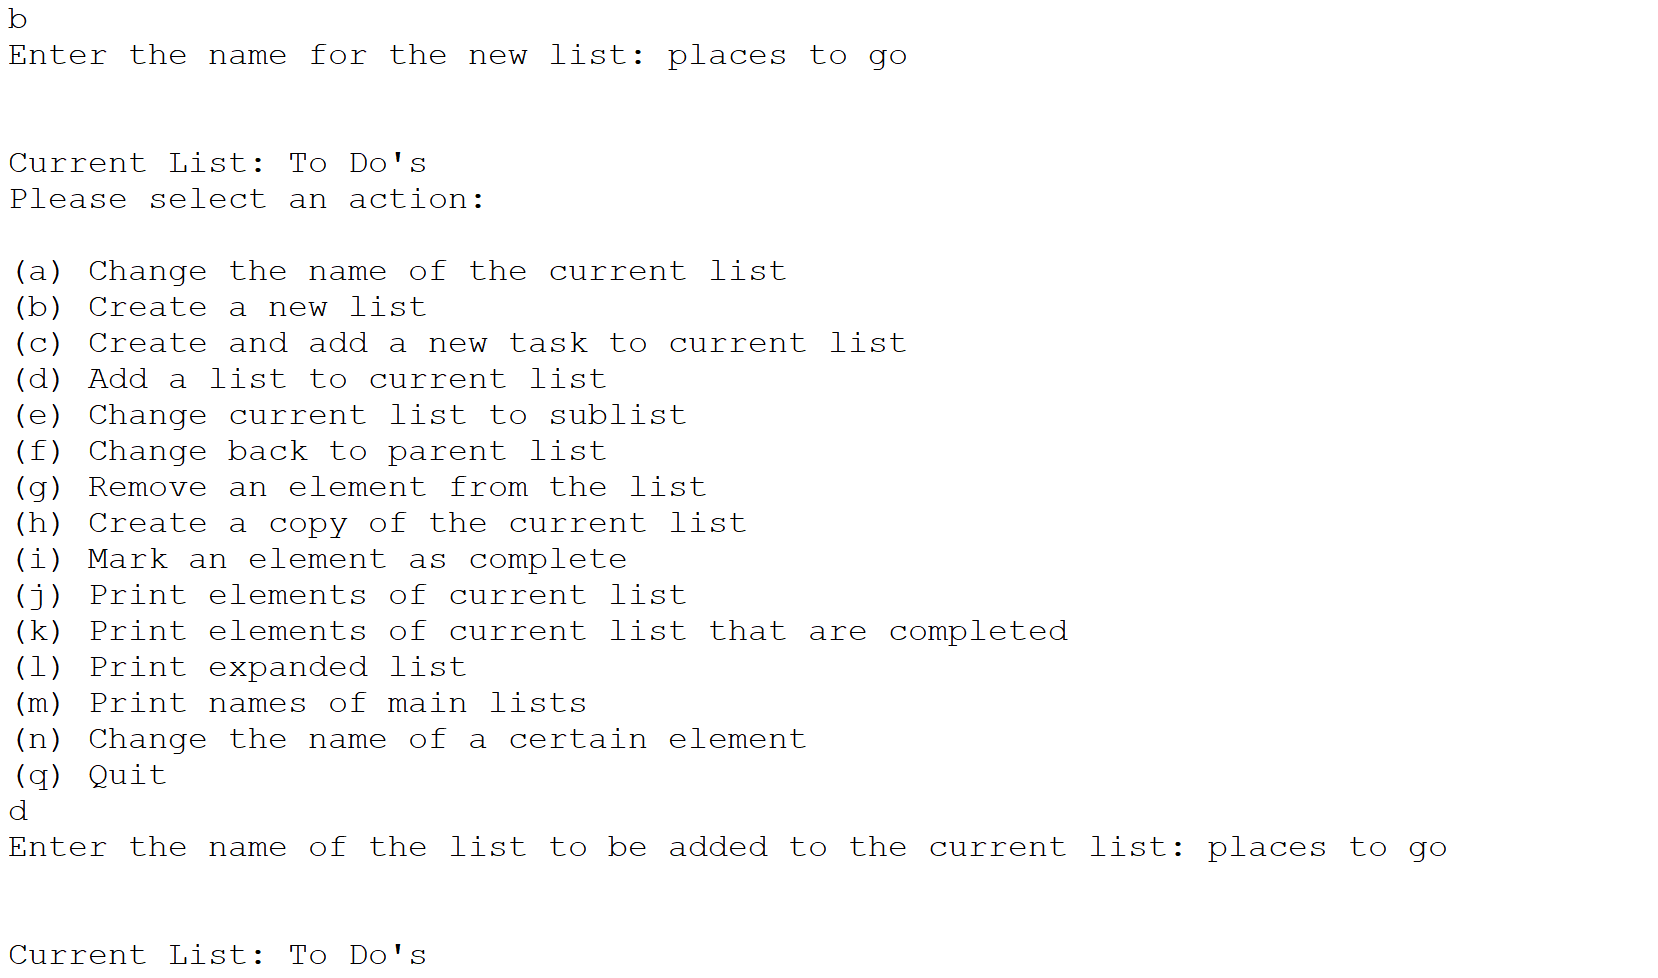 b
Enter the name for the new list: places to go
Current List: To Do's
Please select an action:
(a) Change the name of the current list
(b) Create a new list
(c) Create and add a new task to current list
(d) Add a list to current list
(e) Change current list to sublist
(f) Change back to parent list
(g) Remove an element from the list
(h) Create a copy of the current list
(i) Mark an element as complete
(j) Print elements of current list
(k) Print elements of current list that are completed
(l) Print expanded list
(m) Print names of main lists
(n) Change the name of a certain element
(q) Quit
d
Enter the name of the list to be added to the current list: places to go
Current List: To Do's